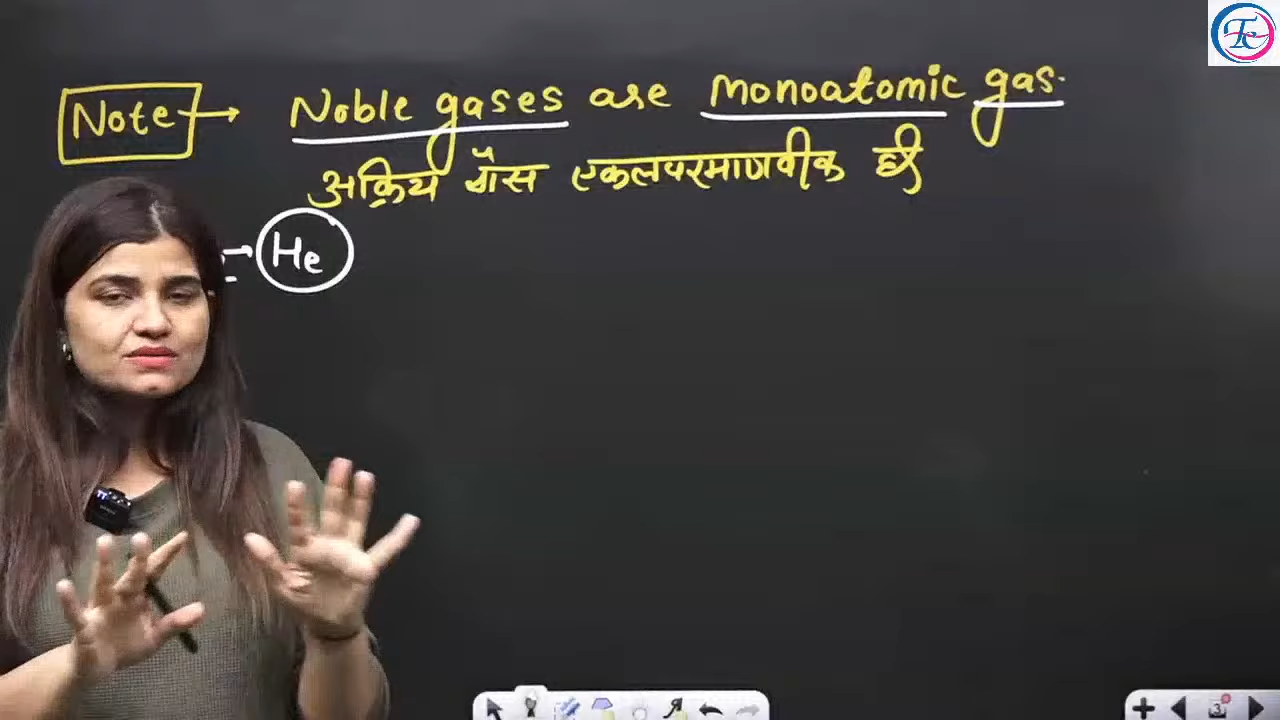 Note → Noble gases are monoatomic gas.
अक्रिय गैस एकलपरमाणवीक है
→ He